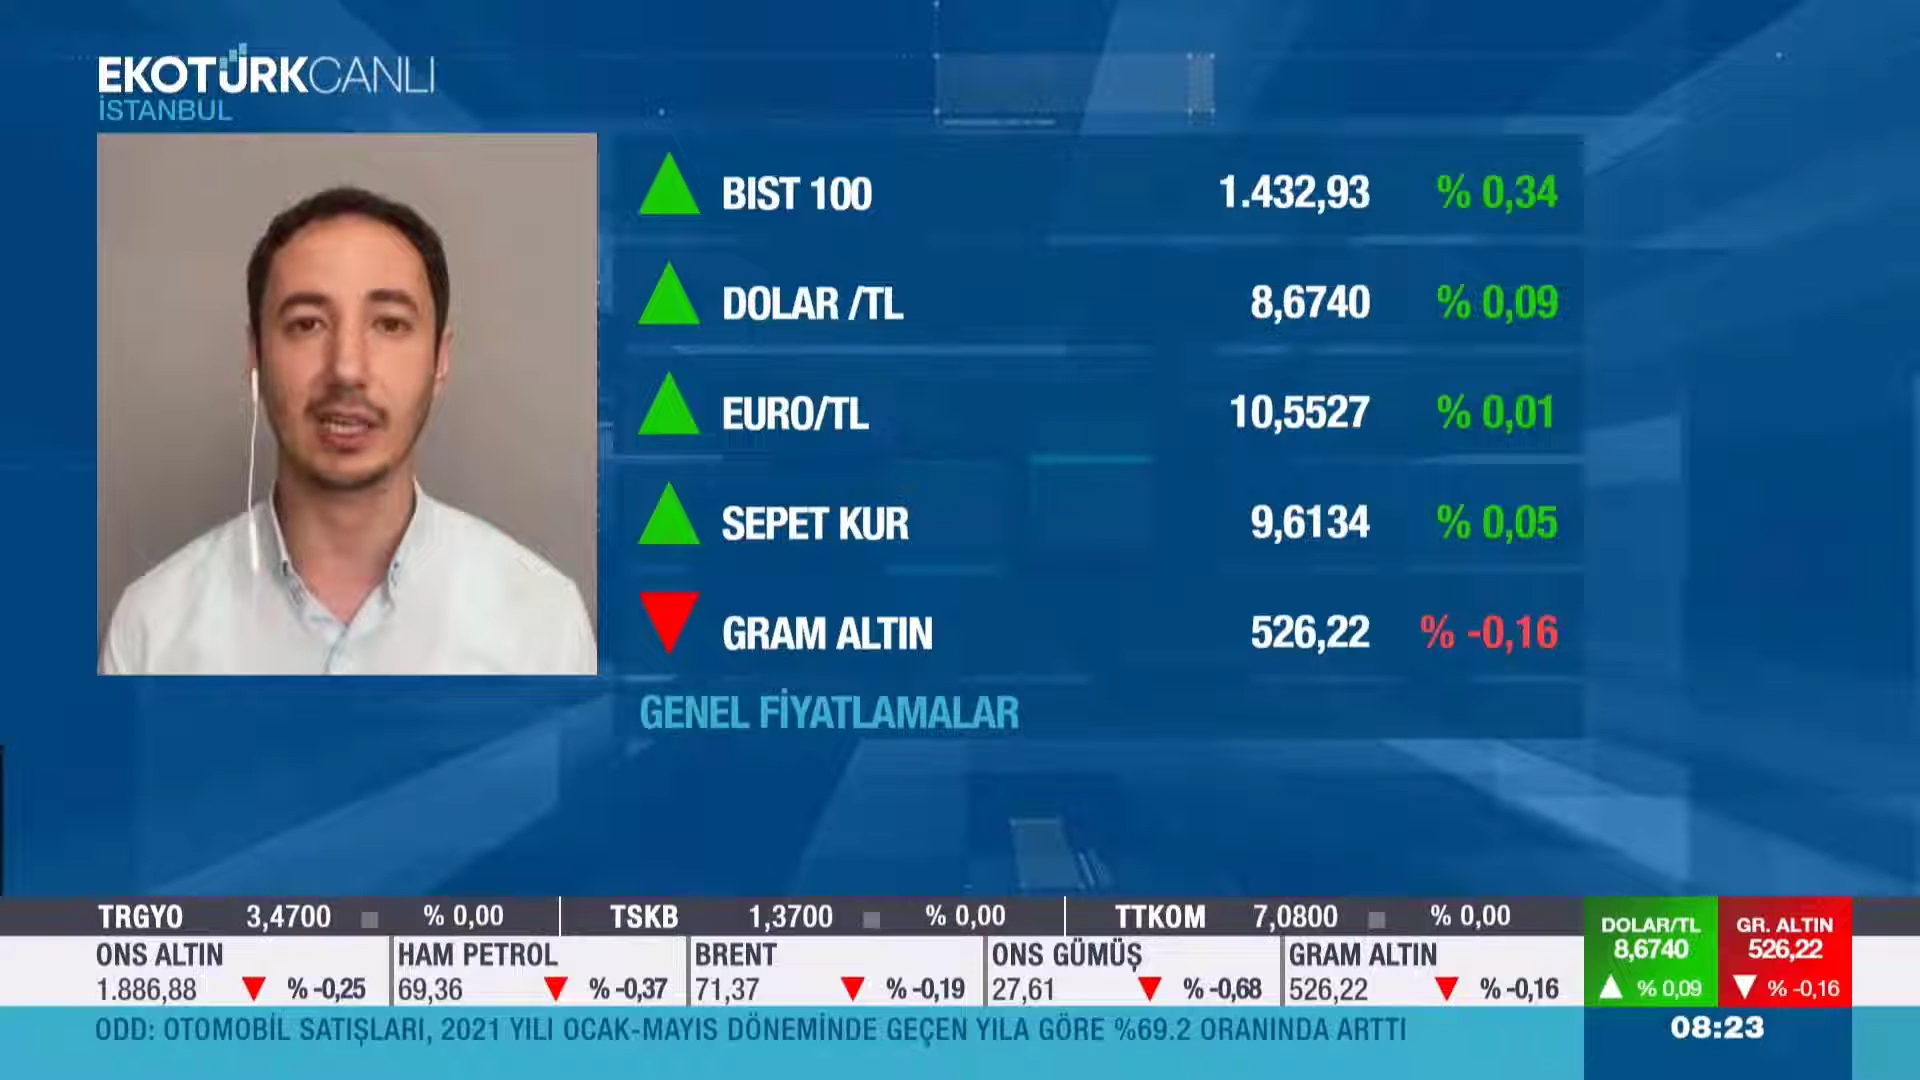 EKOTÜRKCANLI
İSTANBUL
BIST 100 1.432,93 % 0,34
DOLAR /TL 8,6740 % 0,09
EURO/TL 10,5527 % 0,01
SEPET KUR 9,6134 % 0,05
GRAM ALTIN 526,22 % -0,16
GENEL FİYATLAMALAR
TRGYO 3,4700 % 0,00 TSKB 1,3700 % 0,00 TTKOM 7,0800 % 0,00
ONS ALTIN HAM PETROL BRENT ONS GÜMÜŞ GRAM ALTIN
1.886,88 % -0,25 69,36 % -0,37 71,37 % -0,19 27,61 % -0,68 526,22 % -0,16
DOLAR/TL
8,6740
% 0,09
GR. ALTIN
526,22
% -0,16
ODD: OTOMOBİL SATIŞLARI, 2021 YILI OCAK-MAYIS DÖNEMİNDE GEÇEN YILA GÖRE %69.2 ORANINDA ARTTI
08:23